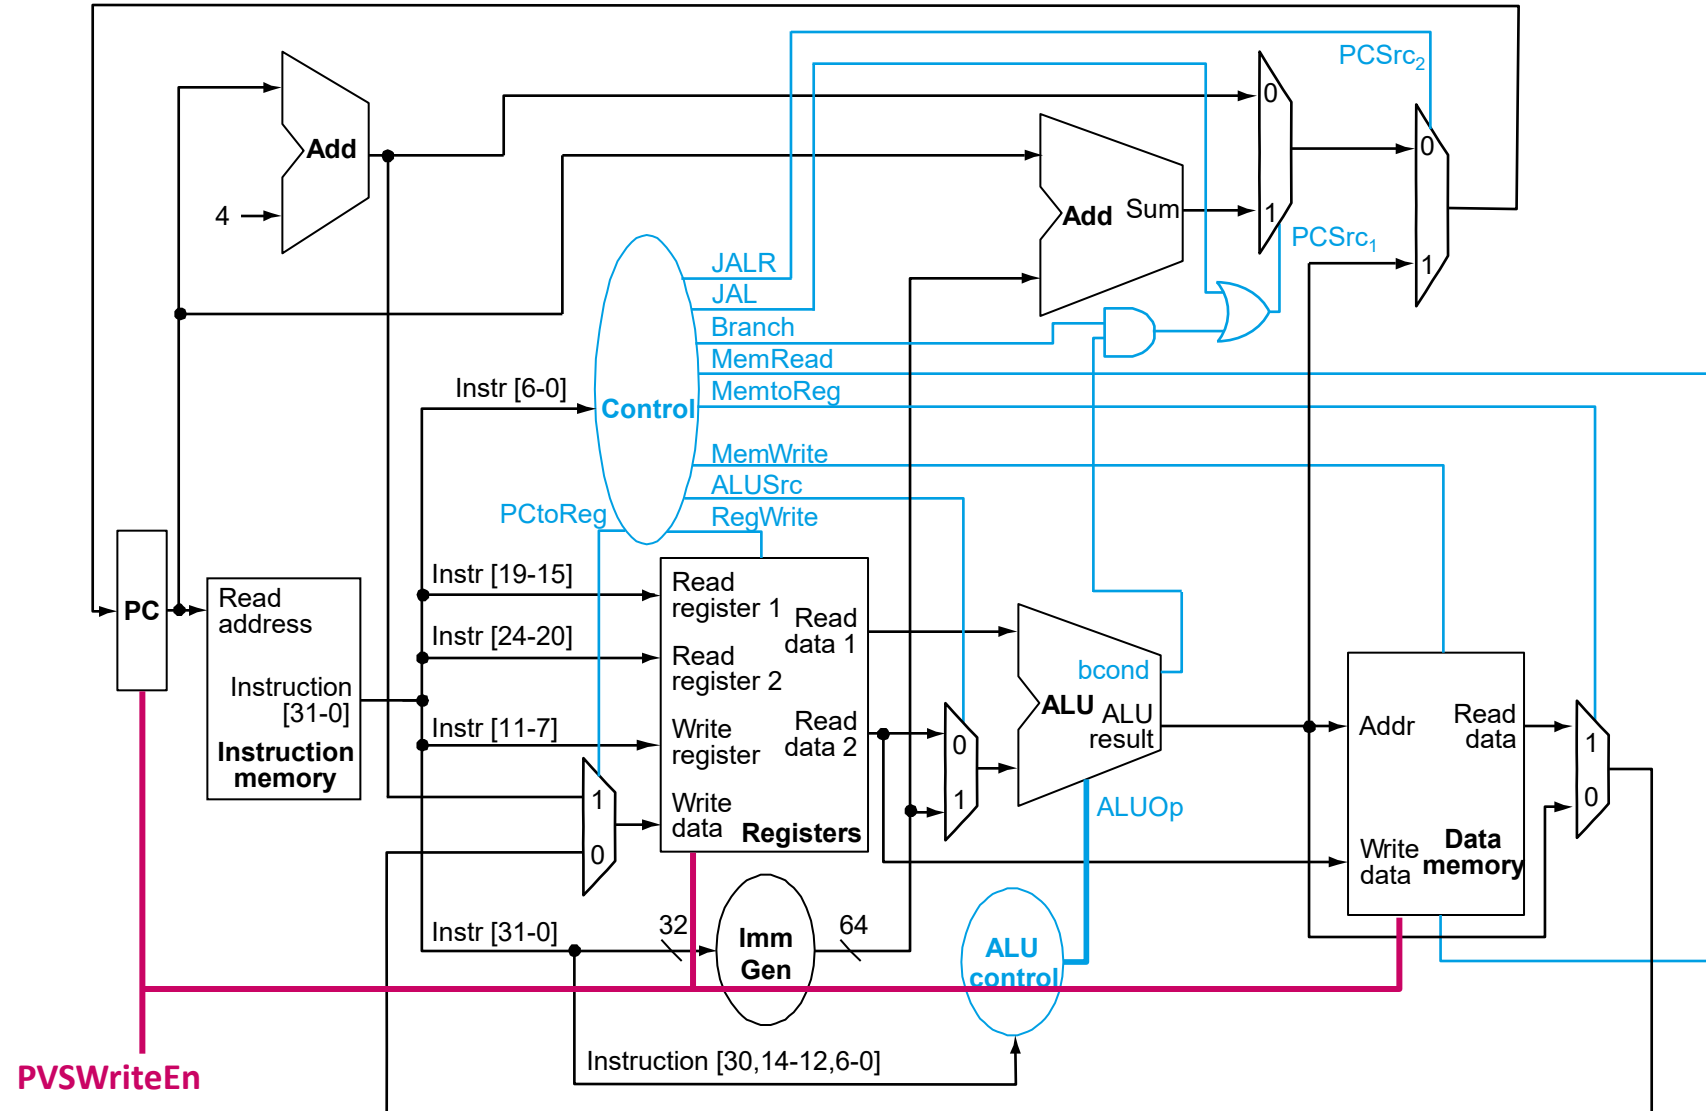 PCSrc2
0
Add
0
Add
Sum
4
1
PCSrc1
JALR
1
JAL
Branch
MemRead
Instr [6-0]
MemtoReg
Control
MemWrite
ALUSrc
PCtoReg
RegWrite
Instr [19-15]
Read
register 1
PC
Read
address
Read
data 1
Instr [24-20]
Read
register 2
bcond
Instruction
[31-0]
ALU
ALU
result
Instr [11-7]
Write
register
Read
data 2
0
Addr
Read
data
1
Instruction
memory
1
Write
data
Registers
1
ALUOp
0
0
Write
data
Data
memory
Instr [31-0]
32
64
Imm
Gen
ALU
control
Instruction [30,14-12,6-0]
PVSWriteEn